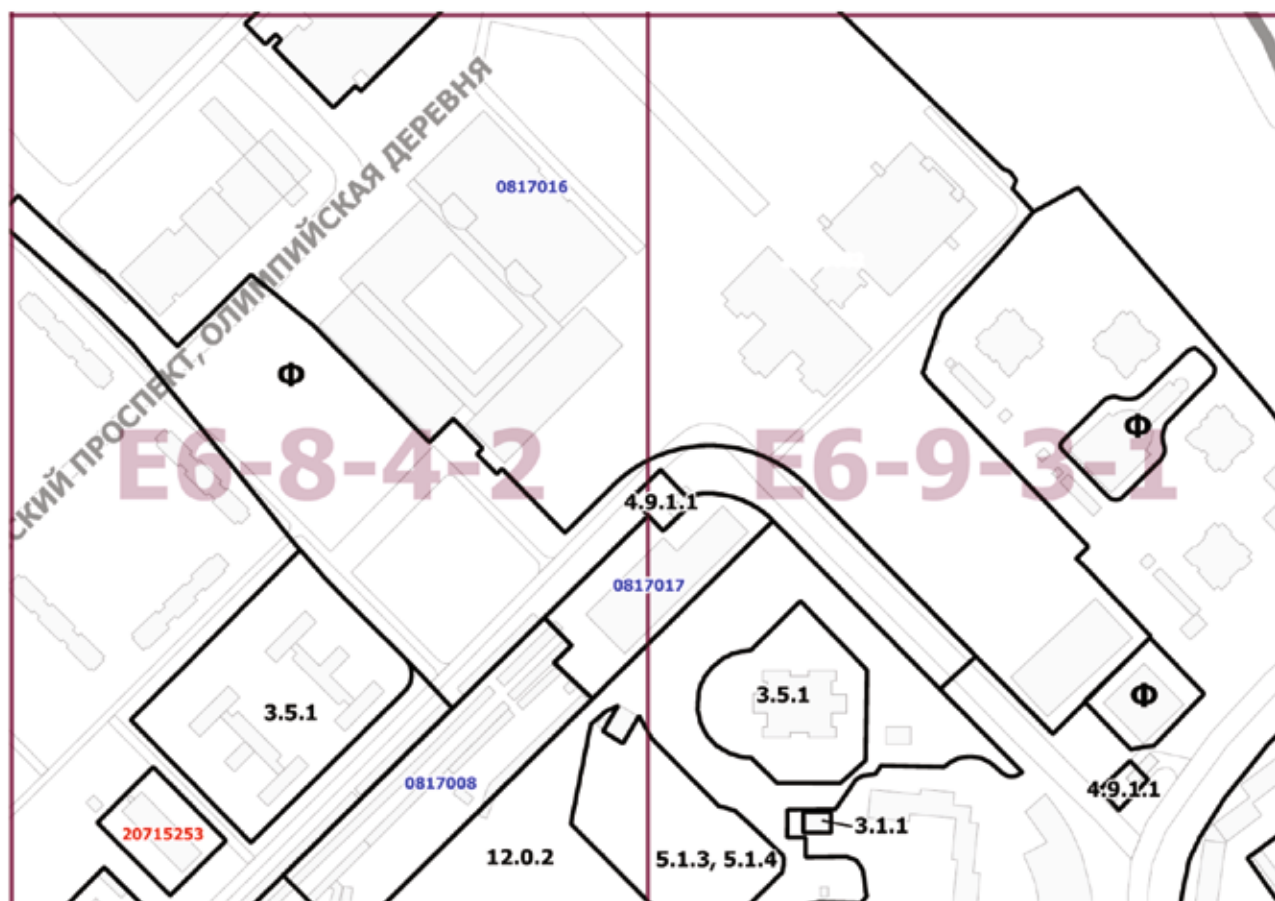 0817016
СКИЙ ПРОСПЕКТ, ОЛИМПИЙСКАЯ ДЕРЕВНЯ
Ф
Ф
Е6-8-4-2
Е6-9-3-1
4.9.1.1
0817017
3.5.1
3.5.1
Ф
0817008
4.9.1.1
20715253
3.1.1
12.0.2
5.1.3, 5.1.4